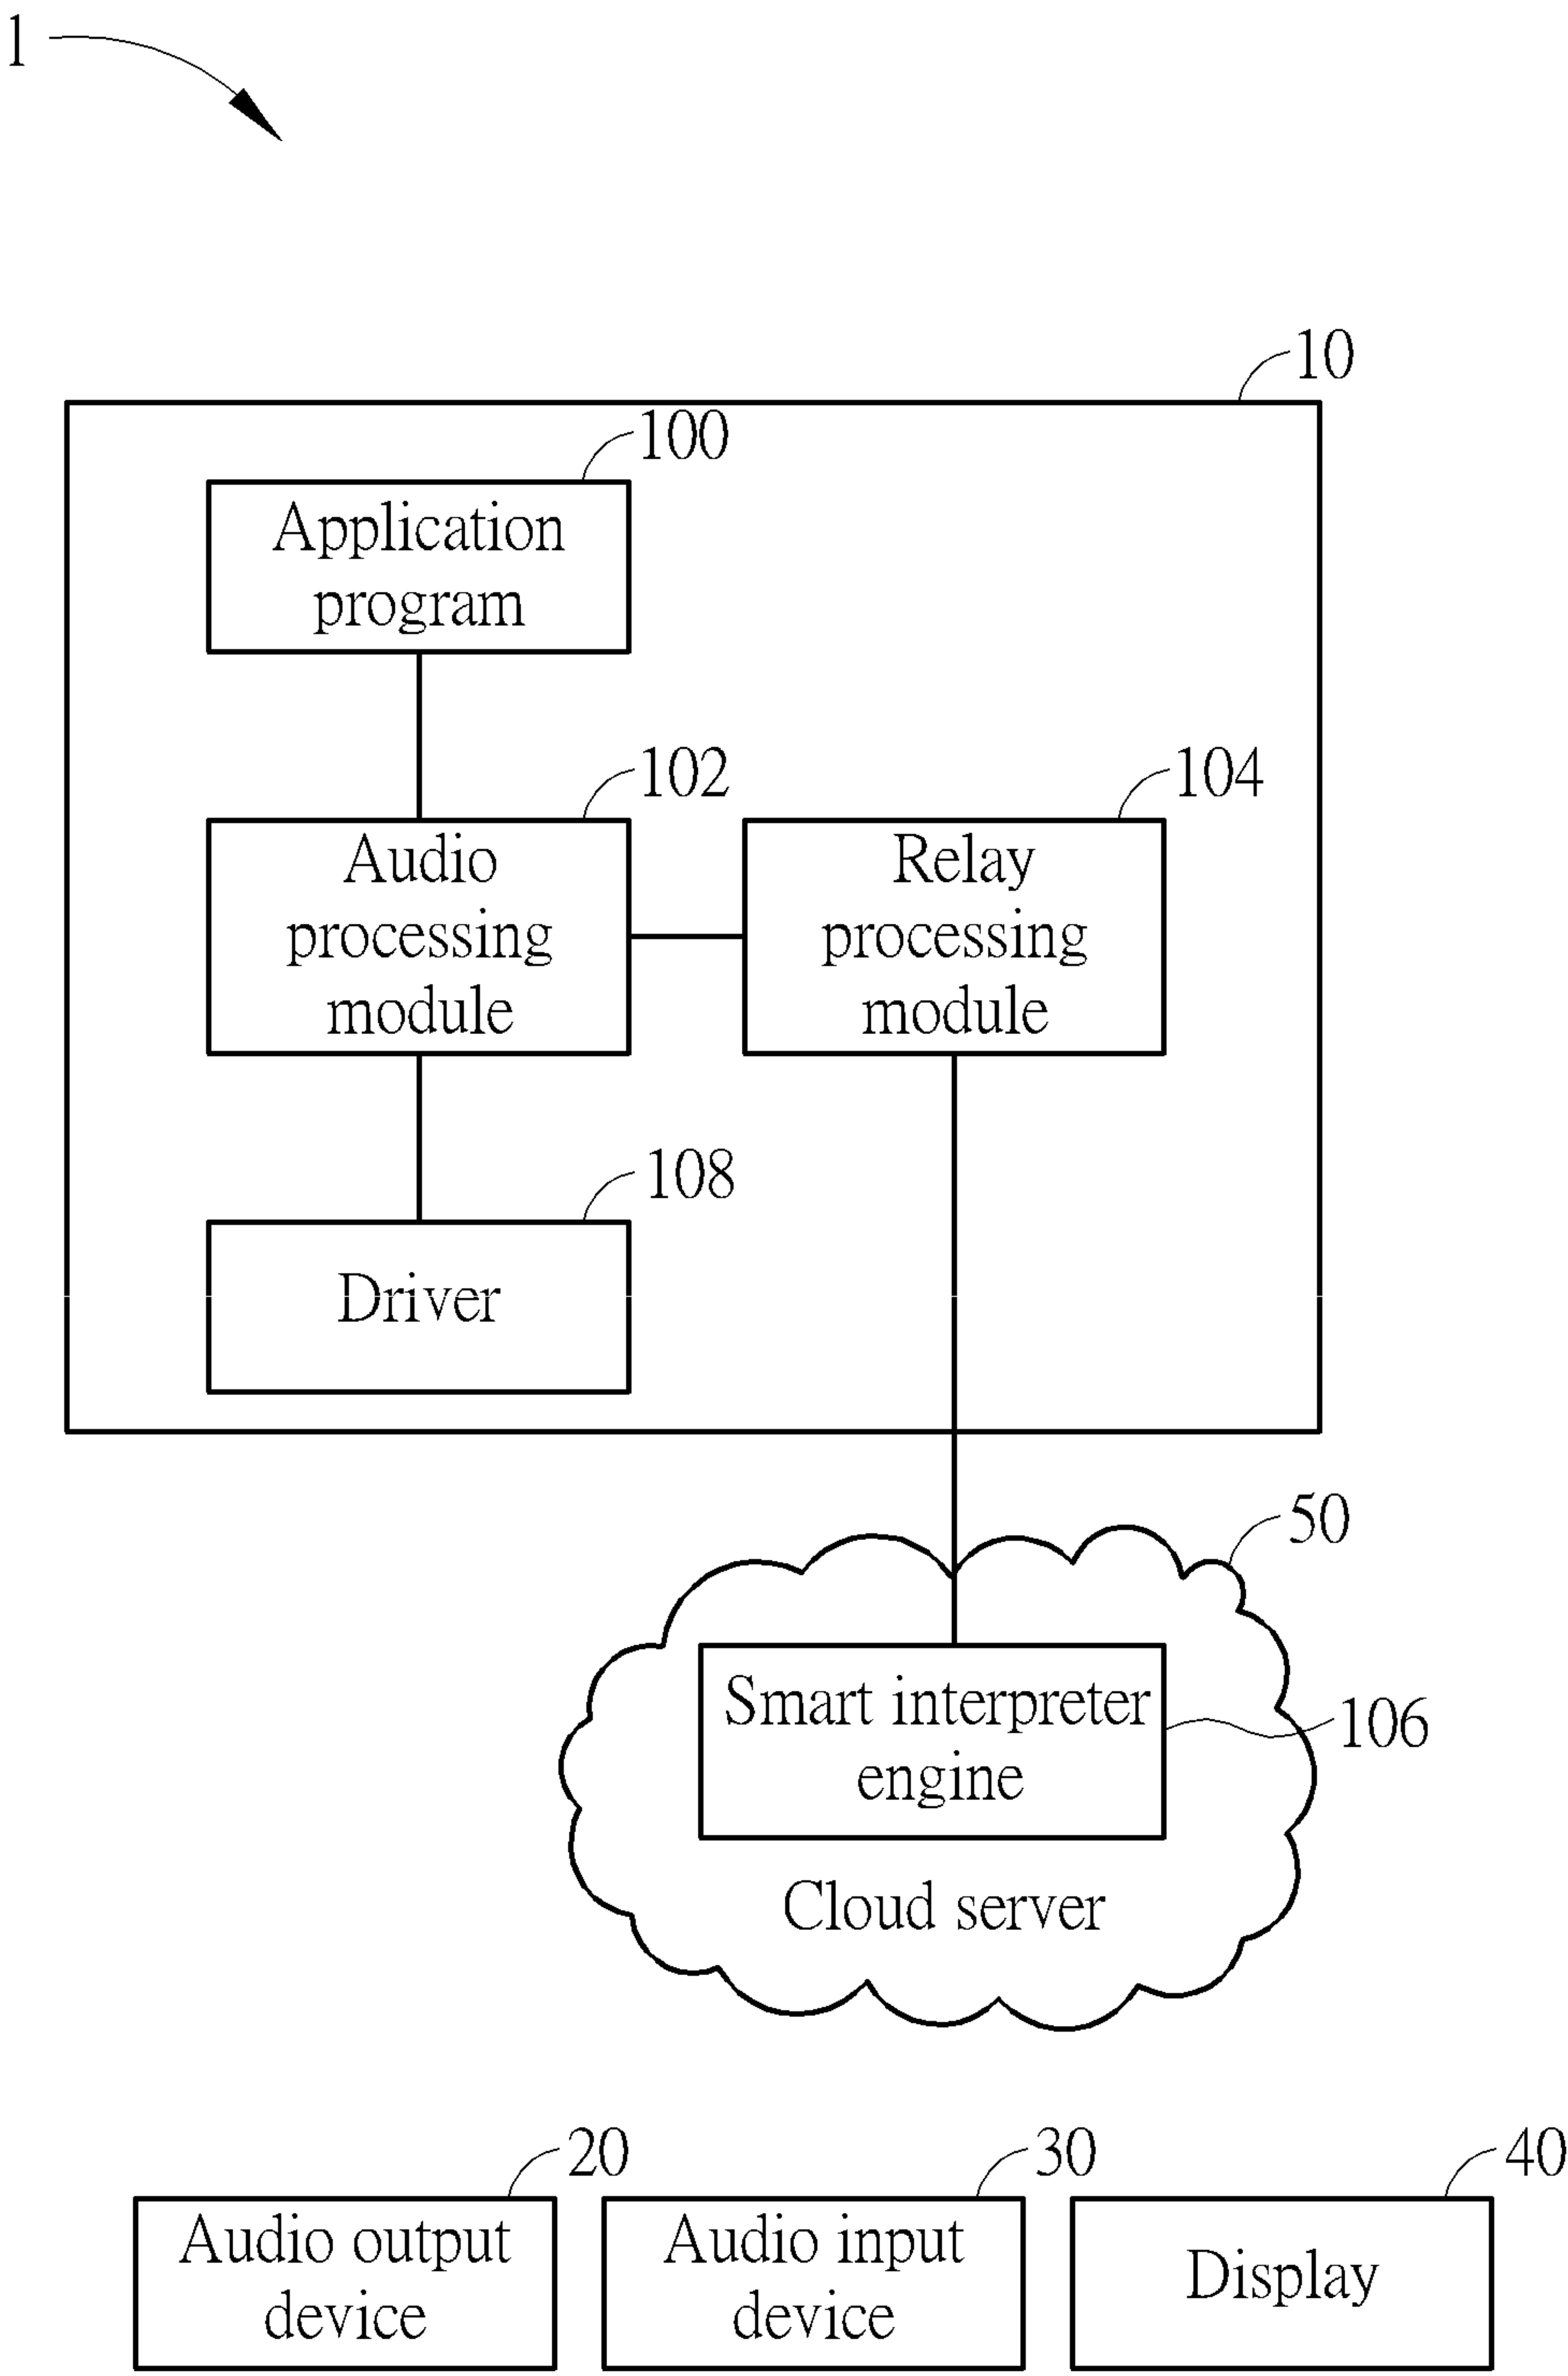 1
10
100
Application
program
102
104
Audio
processing
module
Relay
processing
module
108
Driver
50
Smart interpreter
engine
106
Cloud server
20
30
40
Audio output
device
Audio input
device
Display